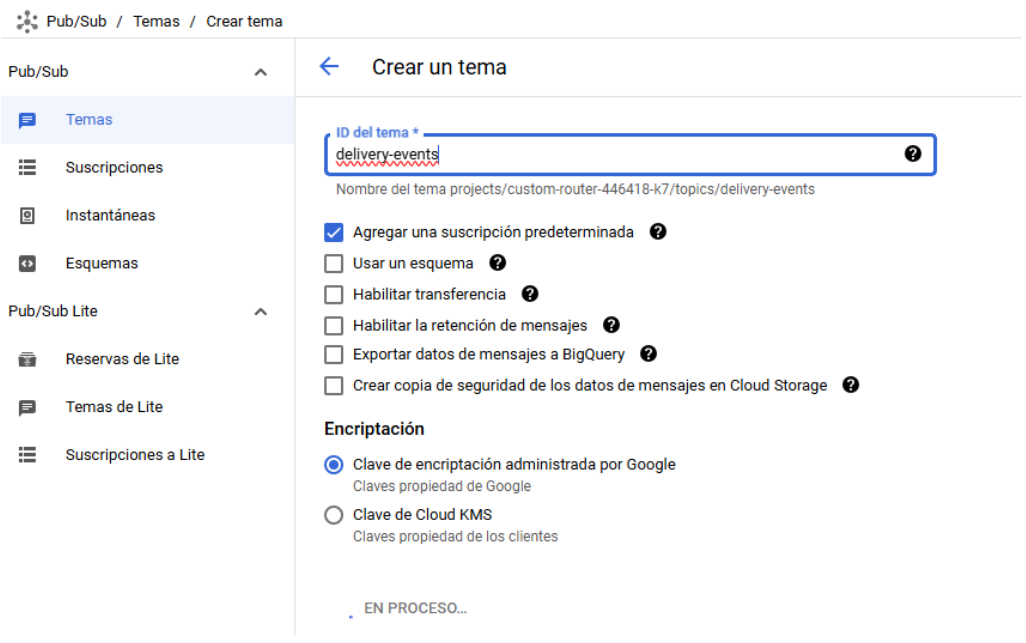 Pub/Sub / Temas / Crear tema
Pub/Sub
Temas
Suscripciones
Instantáneas
Esquemas
Pub/Sub Lite
Reservas de Lite
Temas de Lite
Suscripciones a Lite
Crear un tema
ID del tema *
delivery-events
Nombre del tema projects/custom-router-446418-k7/topics/delivery-events
Agregar una suscripción predeterminada
Usar un esquema
Habilitar transferencia
Habilitar la retención de mensajes
Exportar datos de mensajes a BigQuery
Crear copia de seguridad de los datos de mensajes en Cloud Storage
Encriptación
Clave de encriptación administrada por Google
Claves propiedad de Google
Clave de Cloud KMS
Claves propiedad de los clientes
EN PROCESO...